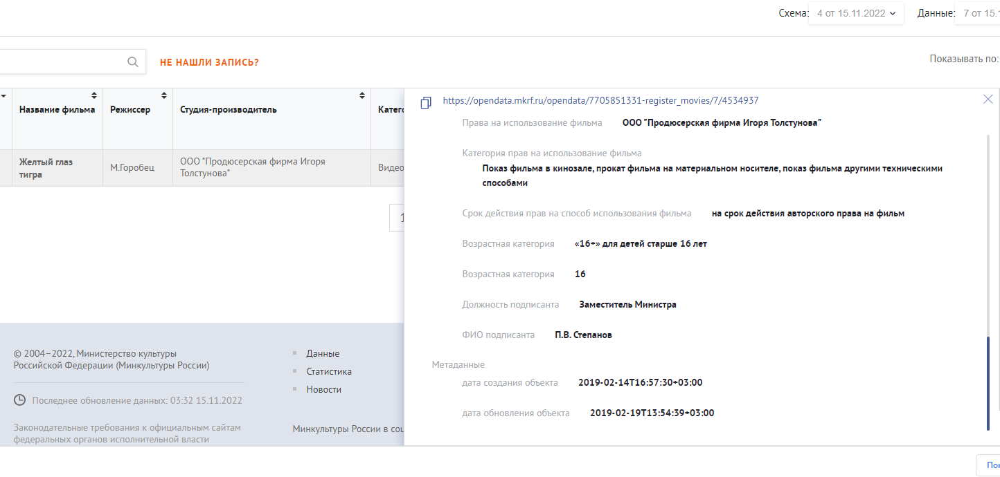 Схема: 4 от 15.11.2022 Данные: 7 от 15.1
НЕ НАШЛИ ЗАПИСЬ?
Показывать по:
Название фильма Режиссер Студия-производитель Катего
Желтый глаз
тигра
М.Горобец
ООО "Продюсерская фирма Игоря
Толстунова"
Видео
1
https://opendata.mkrf.ru/opendata/7705851331-register_movies/7/4534937
Права на использование фильма ООО "Продюсерская фирма Игоря Толстунова"
Категория прав на использование фильма
Показ фильма в кинозале, прокат фильма на материальном носителе, показ фильма другими техническими
способами
Срок действия прав на способ использования фильма на срок действия авторского права на фильм
Возрастная категория «16+» для детей старше 16 лет
Возрастная категория 16
Должность подписанта Заместитель Министра
ФИО подписанта П.В. Степанов
Метаданные
дата создания объекта 2019-02-14T16:57:30+03:00
дата обновления объекта 2019-02-19T13:54:39+03:00
© 2004–2022, Министерство культуры
Российской Федерации (Минкультуры России)
Последнее обновление данных: 03:32 15.11.2022
Законодательные требования к официальным сайтам
федеральных органов исполнительной власти
Данные
Статистика
Новости
Минкультуры России в соц
Пок